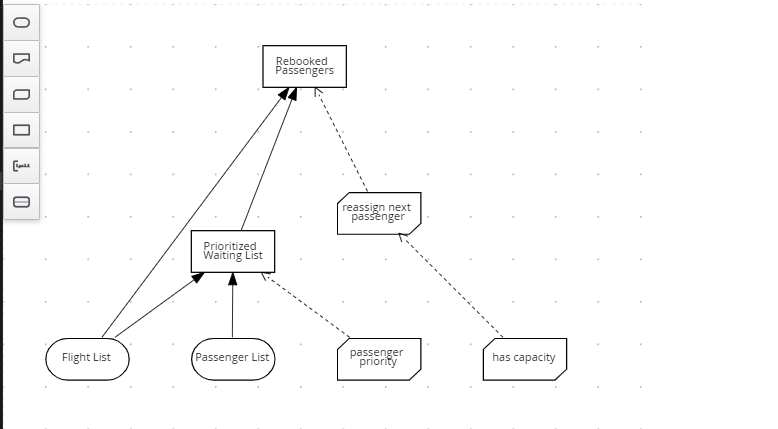 Rebooked
Passengers
reassign next
passenger
Prioritized
Waiting List
Flight List
Passenger List
passenger
priority
has capacity